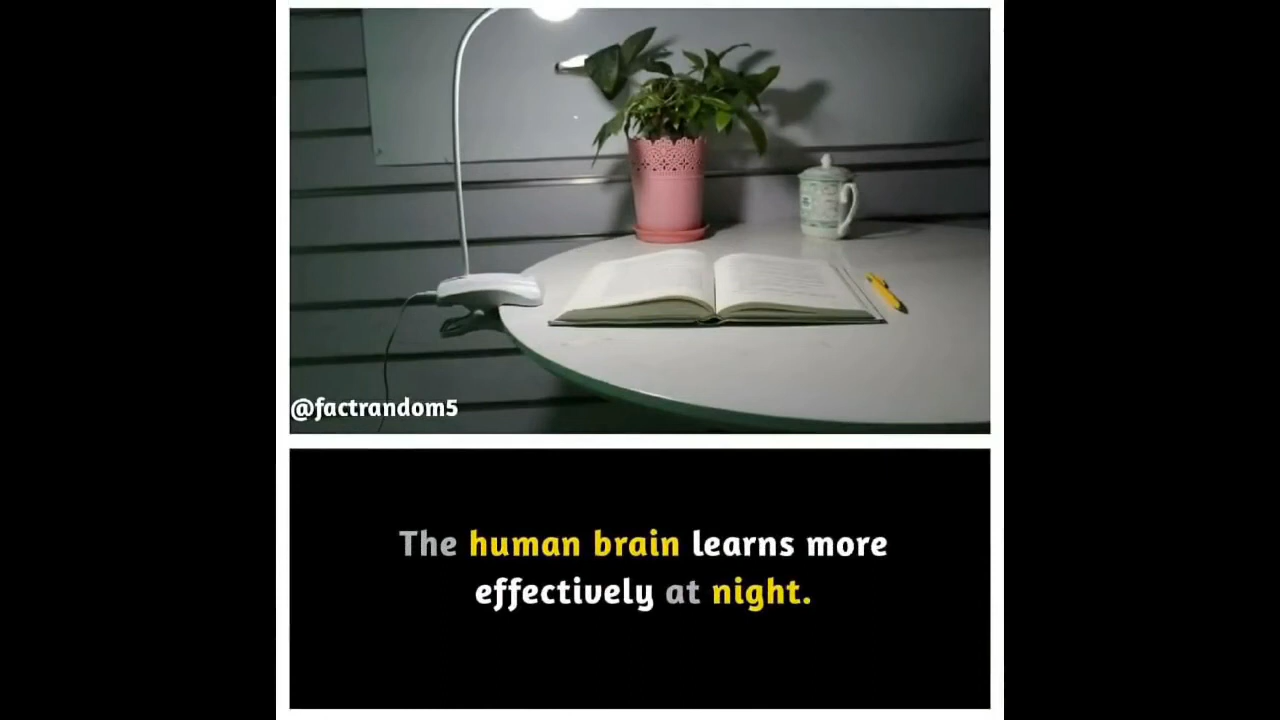 @factrandom5
The human brain learns more
effectively at night.